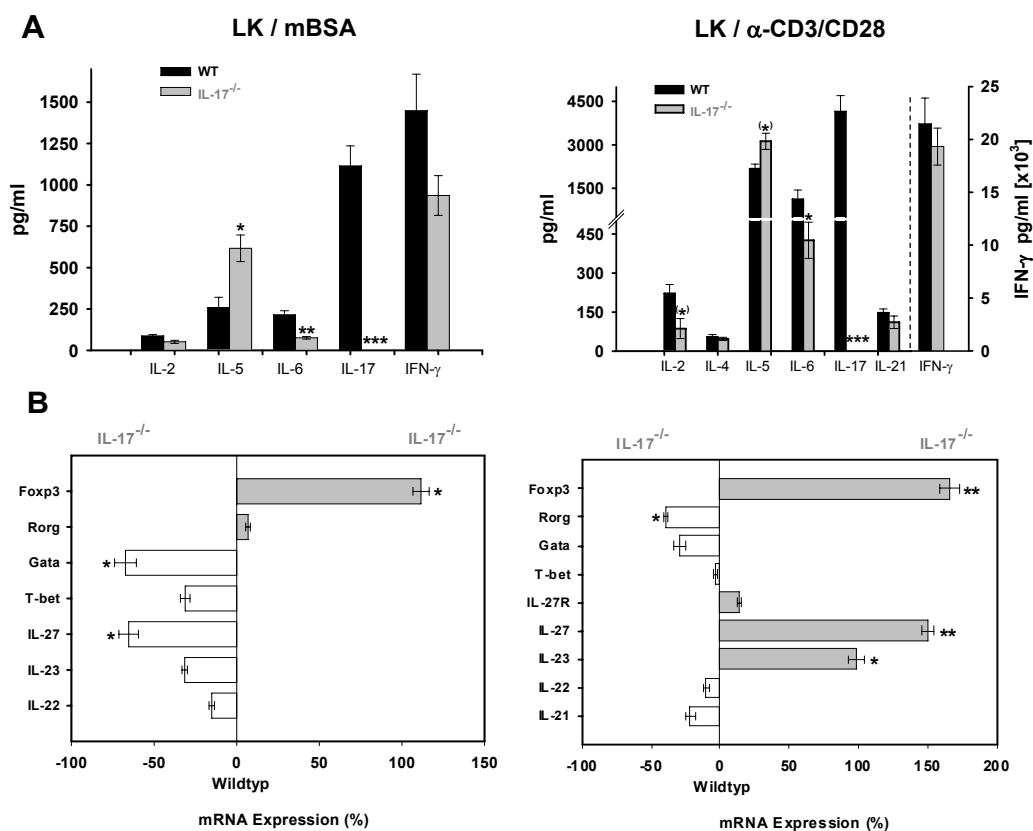 A
LK / mBSA
WT
IL-17-/-
pg/ml
1500
1250
1000
750
500
250
0
*
**
***
IL-2 IL-5 IL-6 IL-17 IFN-γ
LK / α-CD3/CD28
WT
IL-17-/-
pg/ml
4500
3000
1500
450
300
150
0
(*)
(*)
*
***
25
20
15
10
5
0
IFN-γ pg/ml [x10³]
IL-2 IL-4 IL-5 IL-6 IL-17 IL-21 IFN-γ
B
IL-17-/- IL-17-/-
Foxp3 *
Rorg
Gata *
T-bet
IL-27 *
IL-23
IL-22
-100 -50 0 50 100 150
Wildtyp
mRNA Expression (%)
IL-17-/- IL-17-/-
Foxp3 **
Rorg *
Gata
T-bet
IL-27R
IL-27 **
IL-23 *
IL-22
IL-21
-100 -50 0 50 100 150 200
Wildtyp
mRNA Expression (%)